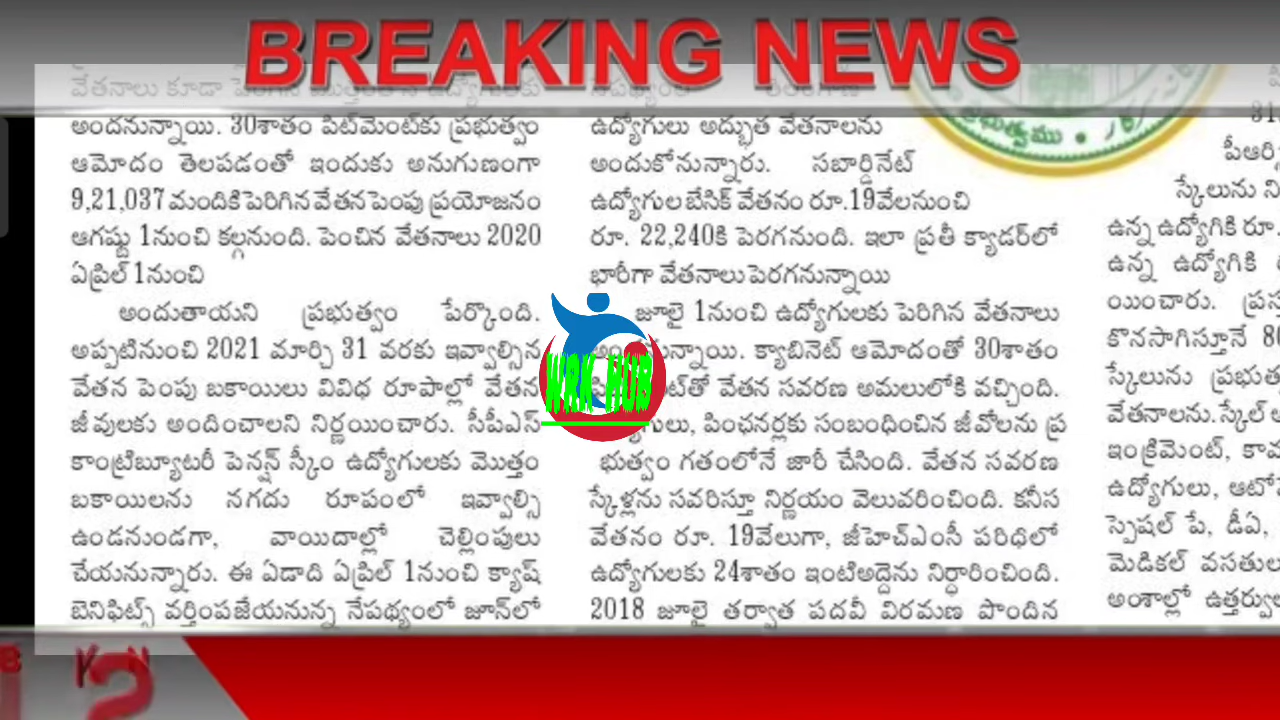 BREAKING NEWS
వేతనాలు కూడా
అందనున్నాయి. 30శాతం పిట్‌మెంట్‌కు ప్రభుత్వం
ఆమోదం తెలపడంతో ఇందుకు అనుగుణంగా
9,21,037 మందికి పెరిగిన వేతన పెంపు ప్రయోజనం
ఆగష్టు 1నుంచి కల్గనుంది. పెంచిన వేతనాలు 2020
ఏప్రిల్ 1నుంచి
అందుతాయని ప్రభుత్వం పేర్కొంది.
అప్పటినుంచి 2021 మార్చి 31 వరకు ఇవ్వాల్సిన
వేతన పెంపు బకాయిలు వివిధ రూపాల్లో వేతన
జీవులకు అందించాలని నిర్ణయించారు. సీపీఎస్
కాంట్రిబ్యూటరీ పెన్షన్ స్కీం ఉద్యోగులకు మొత్తం
బకాయిలను నగదు రూపంలో ఇవ్వాల్సి
ఉండనుండగా, వాయిదాల్లో చెల్లింపులు
చేయనున్నారు. ఈ ఏడాది ఏప్రిల్ 1నుంచి క్యాష్
బెనిఫిట్స్ వర్తింపజేయనున్న నేపథ్యంలో జూన్‌లో
ఉద్యోగులు అద్భుత వేతనాలను
అందుకోనున్నారు. సబార్డినేట్
ఉద్యోగుల బేసిక్ వేతనం రూ.19వేలనుంచి
రూ. 22,240కి పెరగనుంది. ఇలా ప్రతీ క్యాడర్‌లో
భారీగా వేతనాలు పెరగనున్నాయి
జూలై 1నుంచి ఉద్యోగులకు పెరిగిన వేతనాలు
క్యాబినెట్ ఆమోదంతో 30శాతం
వేతన సవరణ అమలులోకి వచ్చింది.
పింఛనర్లకు సంబంధించిన జీవోలను ప్ర
భుత్వం గతంలోనే జారీ చేసింది. వేతన సవరణ
స్కేళ్లను సవరిస్తూ నిర్ణయం వెలువరించింది. కనీస
వేతనం రూ. 19వేలుగా, జీహెచ్ఎంసీ పరిధిలో
ఉద్యోగులకు 24శాతం ఇంటిఅద్దెను నిర్ధారించింది.
2018 జూలై తర్వాత పదవీ విరమణ పొందిన
31
స్కేలును
ఉన్న ఉద్యోగికి రూ.
ఉన్న ఉద్యోగికి
యించారు.
కొనసాగిస్తూనే
స్కేలును
వేతనాలను. స్కేల్
ఇంక్రిమెంట్,
ఉద్యోగులు,
స్పెషల్ పే, డీఏ,
మెడికల్
అంశాల్లో
WRK HUB